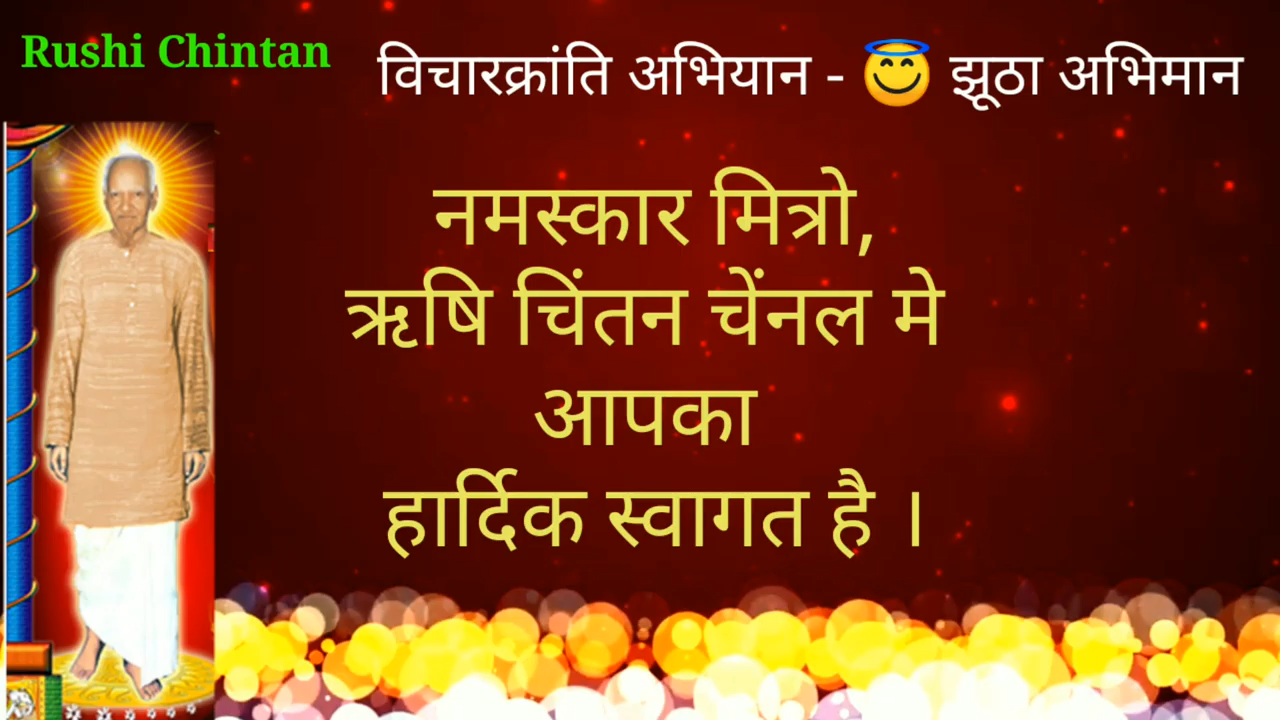 Rushi Chintan
विचारक्रांति अभियान - 😇 झूठा अभिमान
नमस्कार मित्रो,
ऋषि चिंतन चेंनल मे
आपका
हार्दिक स्वागत है ।